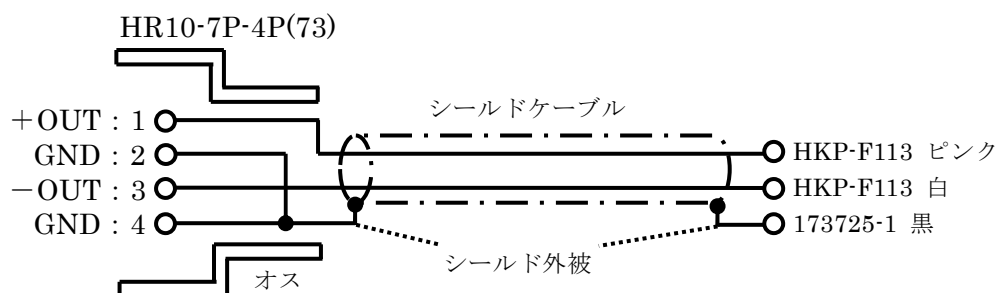 HR10-7P-4P(73)
シールドケーブル
+OUT:1
GND:2
−OUT:3
GND:4
HKP-F113 ピンク
HKP-F113 白
173725-1 黒
シールド外被
オス